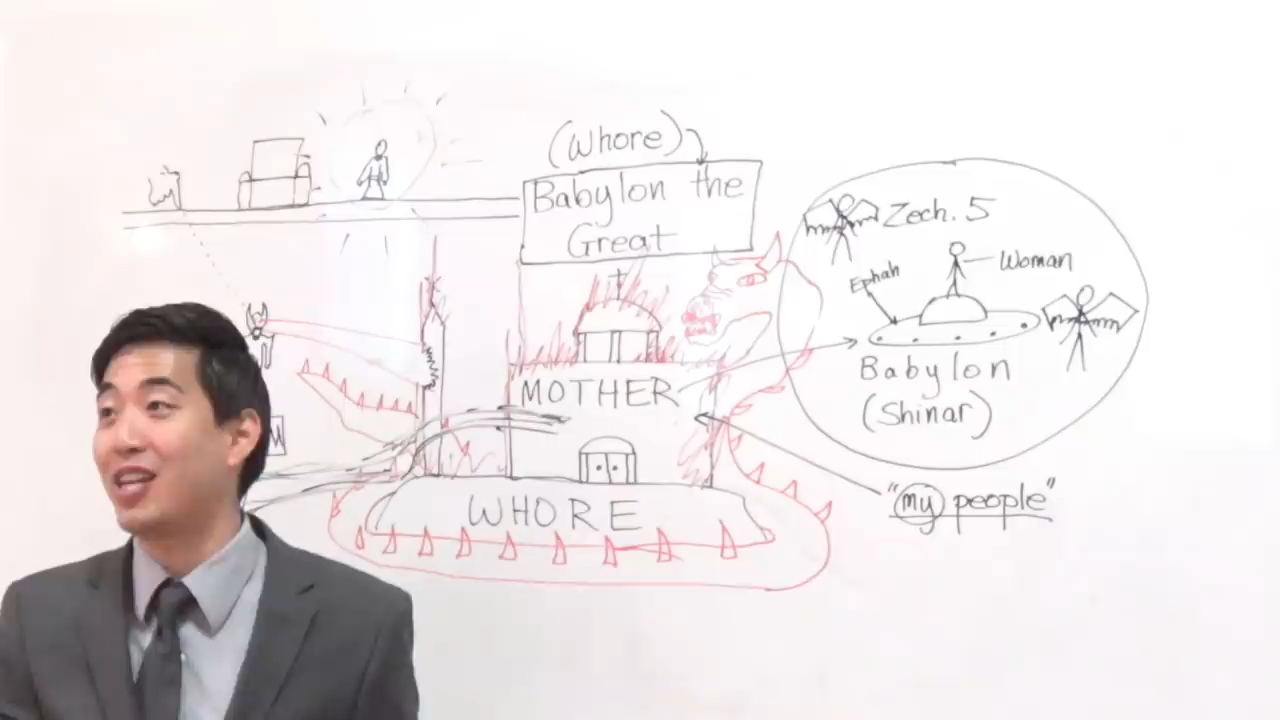 (Whore)
Babylon the
Great
MOTHER
WHORE
Zech. 5
Ephah
Woman
Babylon
(Shinar)
"my people"